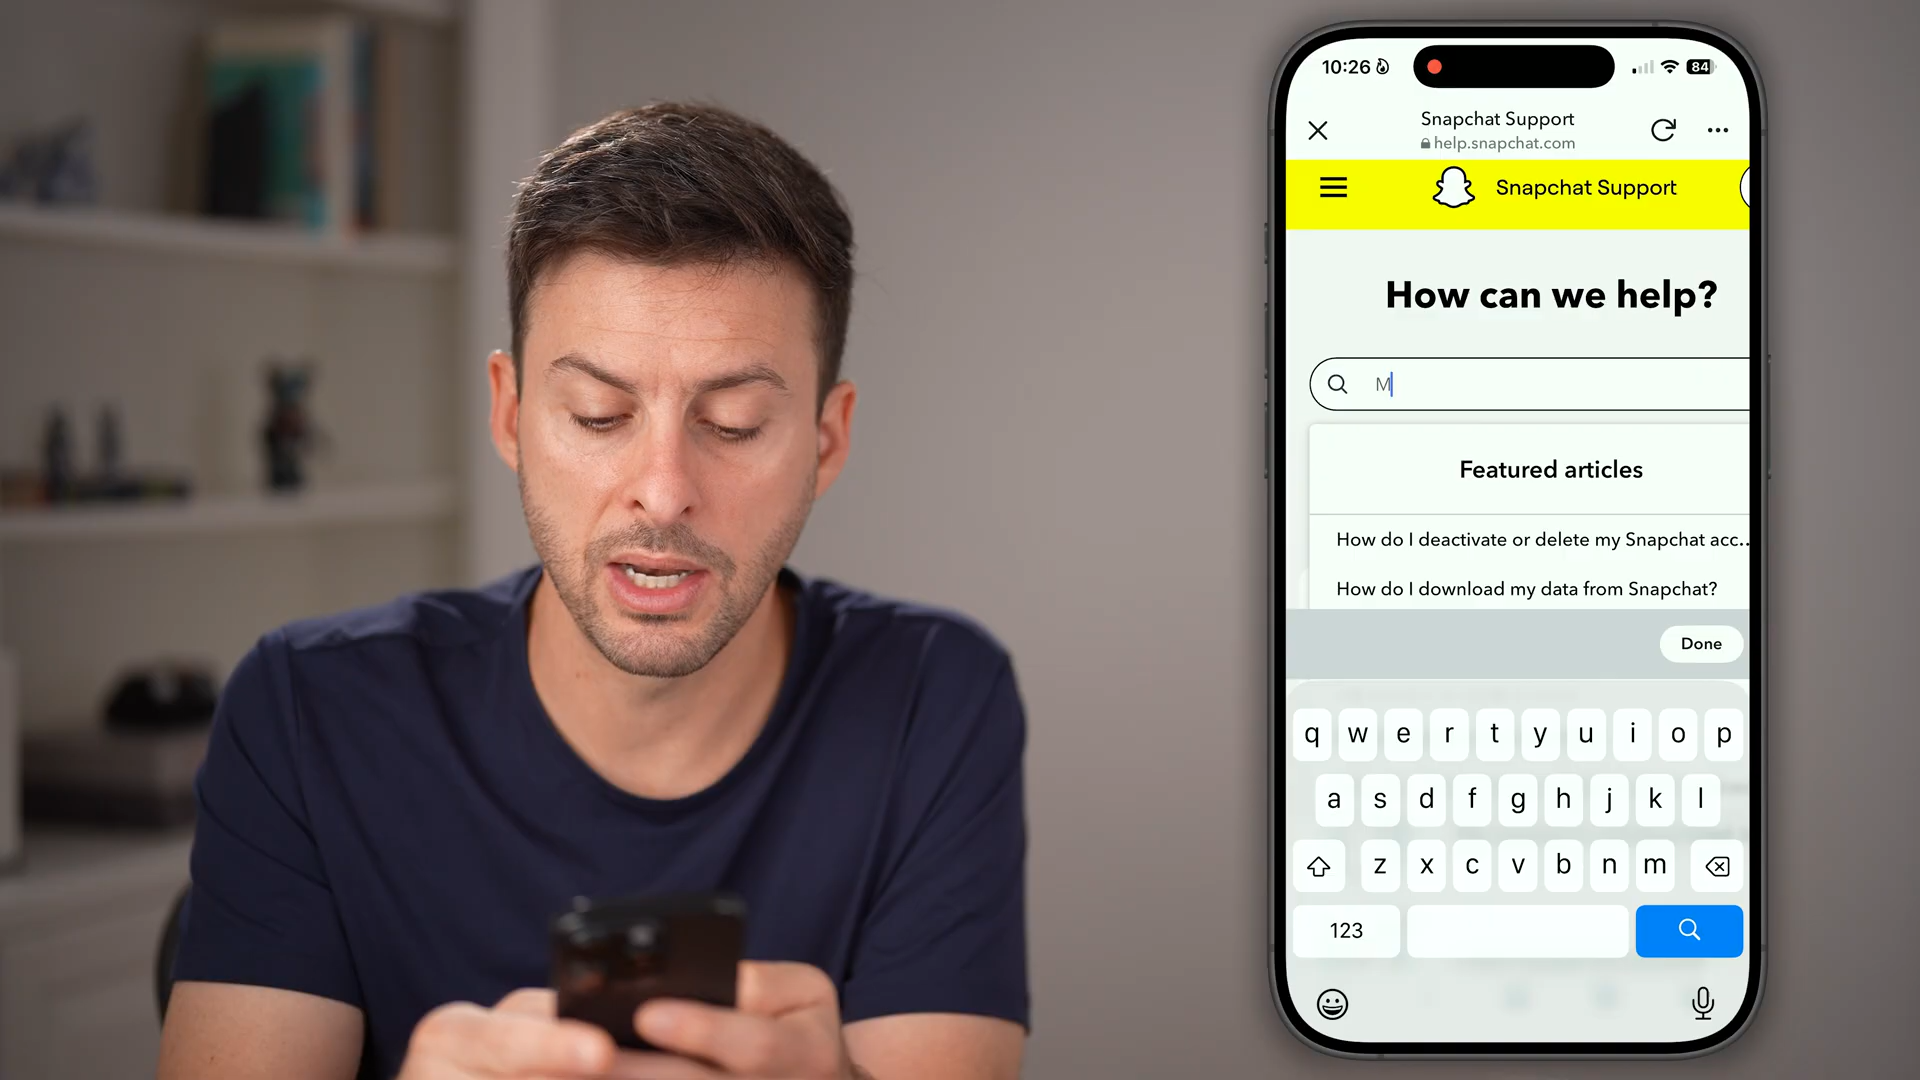 10:26
84
Snapchat Support
help.snapchat.com
Snapchat Support
How can we help?
M
Featured articles
How do I deactivate or delete my Snapchat acc..
How do I download my data from Snapchat?
Done
q w e r t y u i o p
a s d f g h j k l
z x c v b n m
123